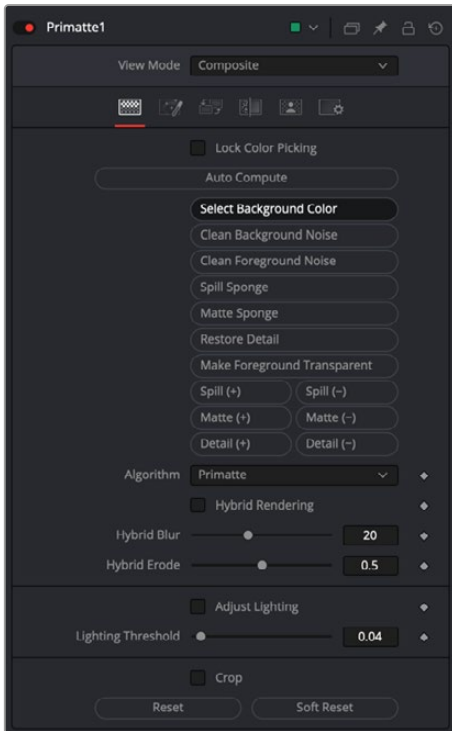 Primatte1
View Mode Composite
Lock Color Picking
Auto Compute
Select Background Color
Clean Background Noise
Clean Foreground Noise
Spill Sponge
Matte Sponge
Restore Detail
Make Foreground Transparent
Spill (+) Spill (–)
Matte (+) Matte (–)
Detail (+) Detail (–)
Algorithm Primatte
Hybrid Rendering
Hybrid Blur 20
Hybrid Erode 0.5
Adjust Lighting
Lighting Threshold 0.04
Crop
Reset Soft Reset